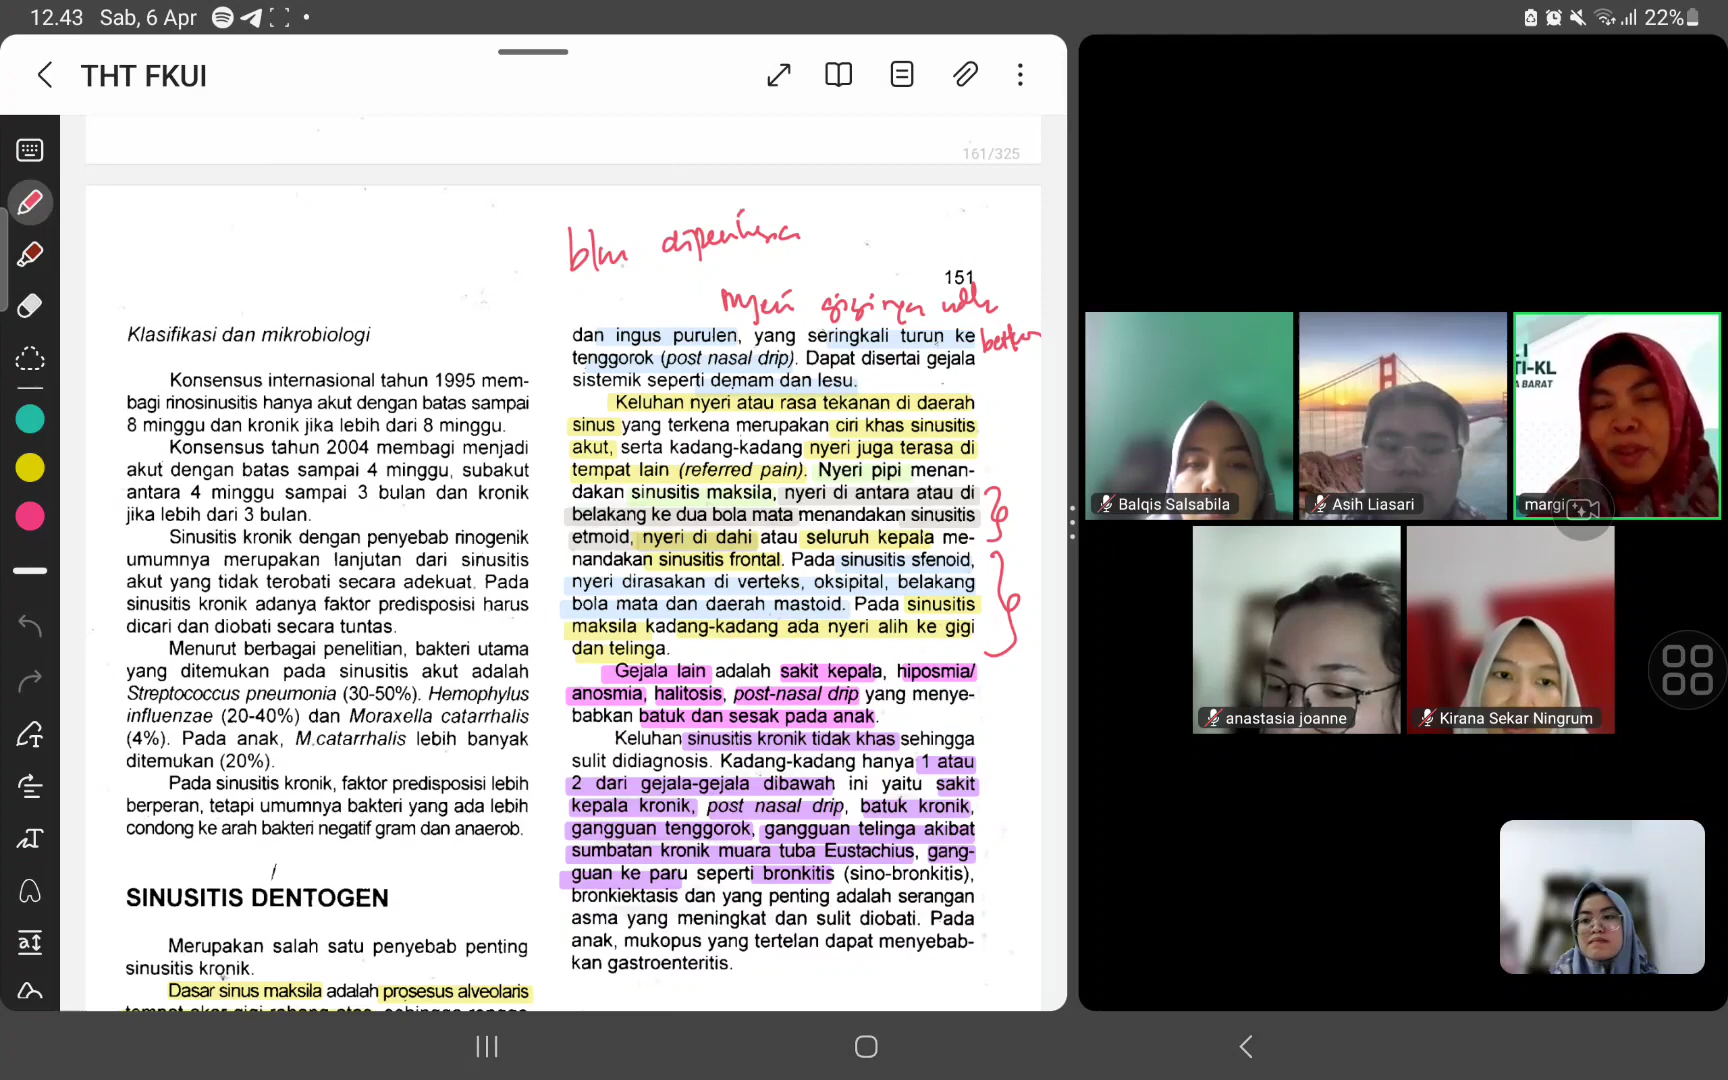 12.43 Sab, 6 Apr
22%
THT FKUI
161/325
blm diperiksa
151
nyeri giginya udh
Klasifikasi dan mikrobiologi
Konsensus internasional tahun 1995 mem-
bagi rinosinusitis hanya akut dengan batas sampai
8 minggu dan kronik jika lebih dari 8 minggu.
Konsensus tahun 2004 membagi menjadi
akut dengan batas sampai 4 minggu, subakut
antara 4 minggu sampai 3 bulan dan kronik
jika lebih dari 3 bulan.
Sinusitis kronik dengan penyebab rinogenik
umumnya merupakan lanjutan dari sinusitis
akut yang tidak terobati secara adekuat. Pada
sinusitis kronik adanya faktor predisposisi harus
dicari dan diobati secara tuntas.
Menurut berbagai penelitian, bakteri utama
yang ditemukan pada sinusitis akut adalah
Streptococcus pneumonia (30-50%). Hemophylus
influenzae (20-40%) dan Moraxella catarrhalis
(4%). Pada anak, M.catarrhalis lebih banyak
ditemukan (20%).
Pada sinusitis kronik, faktor predisposisi lebih
berperan, tetapi umumnya bakteri yang ada lebih
condong ke arah bakteri negatif gram dan anaerob.
SINUSITIS DENTOGEN
Merupakan salah satu penyebab penting
sinusitis kronik.
Dasar sinus maksila adalah prosesus alveolaris
tempat akar gigi rahang atas, sehingga rongga
dan ingus purulen, yang seringkali turun ke
tenggorok (post nasal drip). Dapat disertai gejala
sistemik seperti demam dan lesu.
Keluhan nyeri atau rasa tekanan di daerah
sinus yang terkena merupakan ciri khas sinusitis
akut, serta kadang-kadang nyeri juga terasa di
tempat lain (referred pain). Nyeri pipi menan-
dakan sinusitis maksila, nyeri di antara atau di
belakang ke dua bola mata menandakan sinusitis
etmoid, nyeri di dahi atau seluruh kepala me-
nandakan sinusitis frontal. Pada sinusitis sfenoid,
nyeri dirasakan di verteks, oksipital, belakang
bola mata dan daerah mastoid. Pada sinusitis
maksila kadang-kadang ada nyeri alih ke gigi
dan telinga.
Gejala lain adalah sakit kepala, hiposmia/
anosmia, halitosis, post-nasal drip yang menye-
babkan batuk dan sesak pada anak.
Keluhan sinusitis kronik tidak khas sehingga
sulit didiagnosis. Kadang-kadang hanya 1 atau
2 dari gejala-gejala dibawah ini yaitu sakit
kepala kronik, post nasal drip, batuk kronik,
gangguan tenggorok, gangguan telinga akibat
sumbatan kronik muara tuba Eustachius, gang-
guan ke paru seperti bronkitis (sino-bronkitis),
bronkiektasis dan yang penting adalah serangan
asma yang meningkat dan sulit diobati. Pada
anak, mukopus yang tertelan dapat menyebab-
kan gastroenteritis.
I
TI-KL
A BARAT
Balqis Salsabila
Asih Liasari
margi
anastasia joanne
Kirana Sekar Ningrum